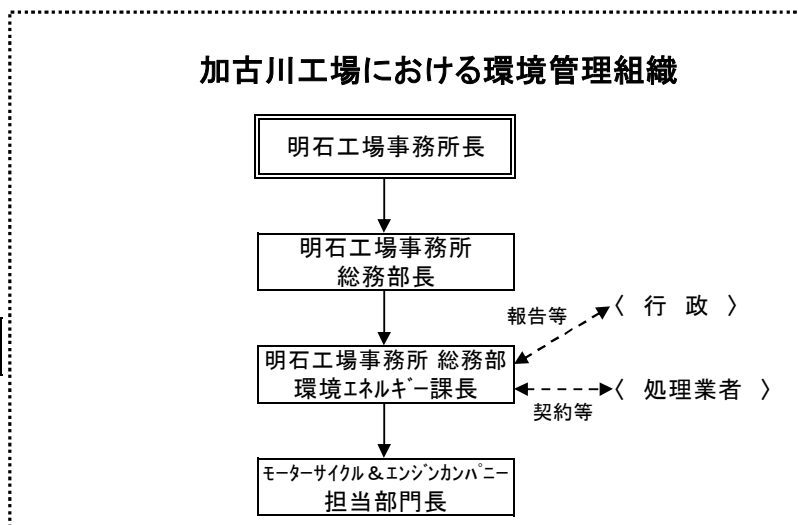 加古川工場における環境管理組織
明石工場事務所長
明石工場事務所
総務部長
報告等
〈 行 政 〉
明石工場事務所 総務部
環境ｴﾈﾙｷﾞｰ課長
〈 処理業者 〉
契約等
ﾓｰﾀｰｻｲｸﾙ＆ｴﾝｼﾞﾝｶﾝﾊﾟﾆｰ
担当部門長